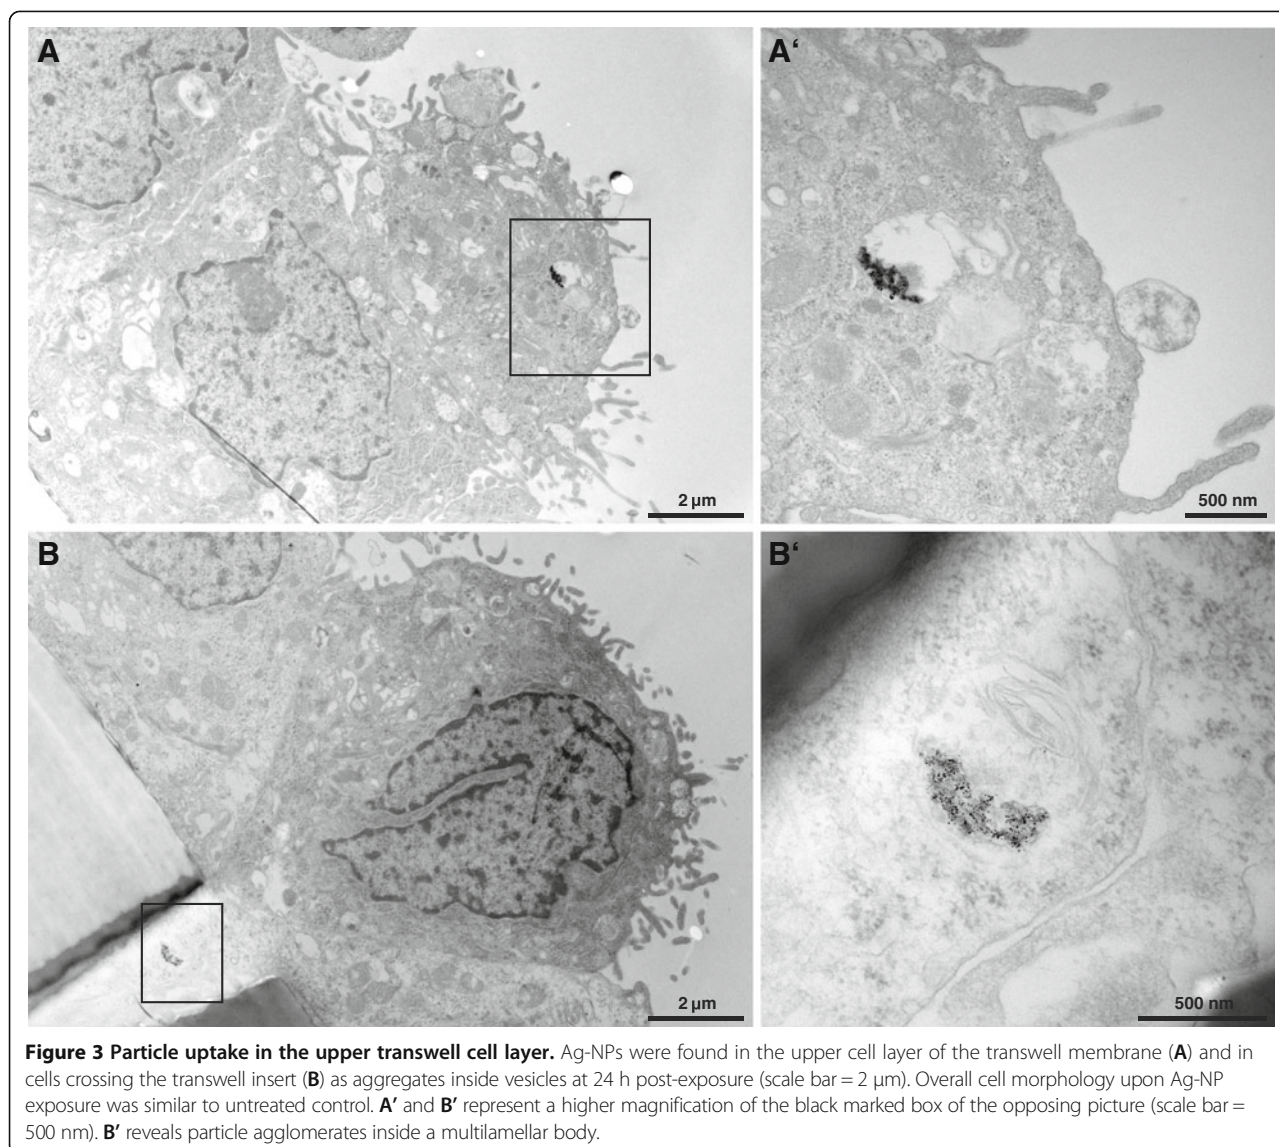 A
A‘
2 µm
500 nm
B
B‘
2 µm
500 nm
Figure 3 Particle uptake in the upper transwell cell layer. Ag-NPs were found in the upper cell layer of the transwell membrane (A) and in
cells crossing the transwell insert (B) as aggregates inside vesicles at 24 h post-exposure (scale bar = 2 μm). Overall cell morphology upon Ag-NP
exposure was similar to untreated control. A’ and B’ represent a higher magnification of the black marked box of the opposing picture (scale bar =
500 nm). B’ reveals particle agglomerates inside a multilamellar body.